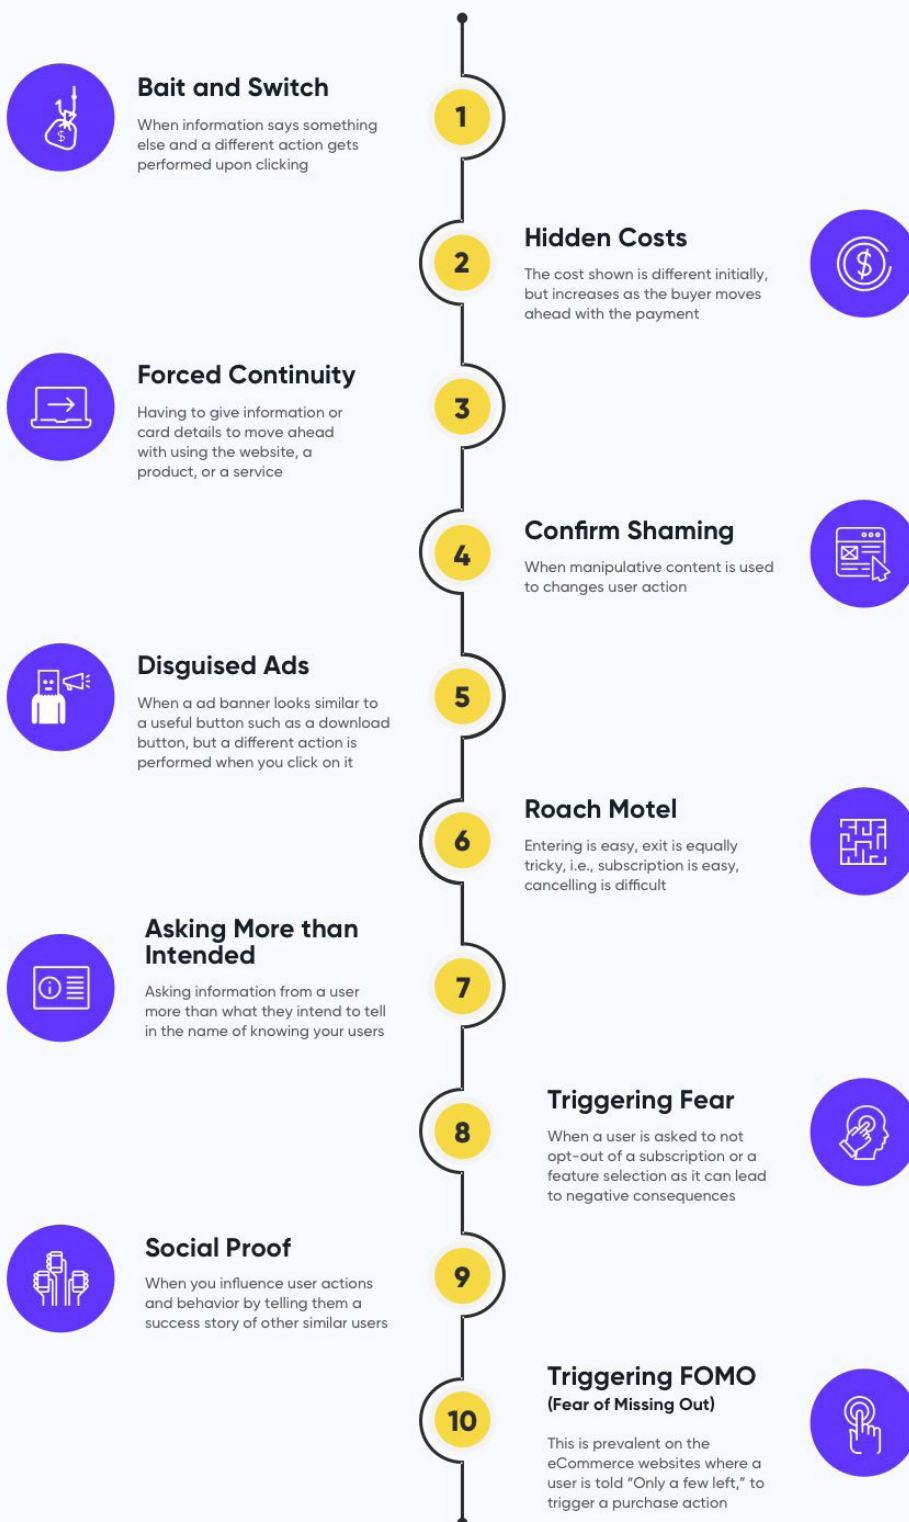 1
Bait and Switch
When information says something
else and a different action gets
performed upon clicking
$
2
Hidden Costs
The cost shown is different initially,
but increases as the buyer moves
ahead with the payment
$
3
Forced Continuity
Having to give information or
card details to move ahead
with using the website, a
product, or a service
4
Confirm Shaming
When manipulative content is used
to changes user action
5
Disguised Ads
When a ad banner looks similar to
a useful button such as a download
button, but a different action is
performed when you click on it
6
Roach Motel
Entering is easy, exit is equally
tricky, i.e., subscription is easy,
cancelling is difficult
7
Asking More than
Intended
Asking information from a user
more than what they intend to tell
in the name of knowing your users
i
8
Triggering Fear
When a user is asked to not
opt-out of a subscription or a
feature selection as it can lead
to negative consequences
9
Social Proof
When you influence user actions
and behavior by telling them a
success story of other similar users
10
Triggering FOMO
(Fear of Missing Out)
This is prevalent on the
eCommerce websites where a
user is told “Only a few left,” to
trigger a purchase action